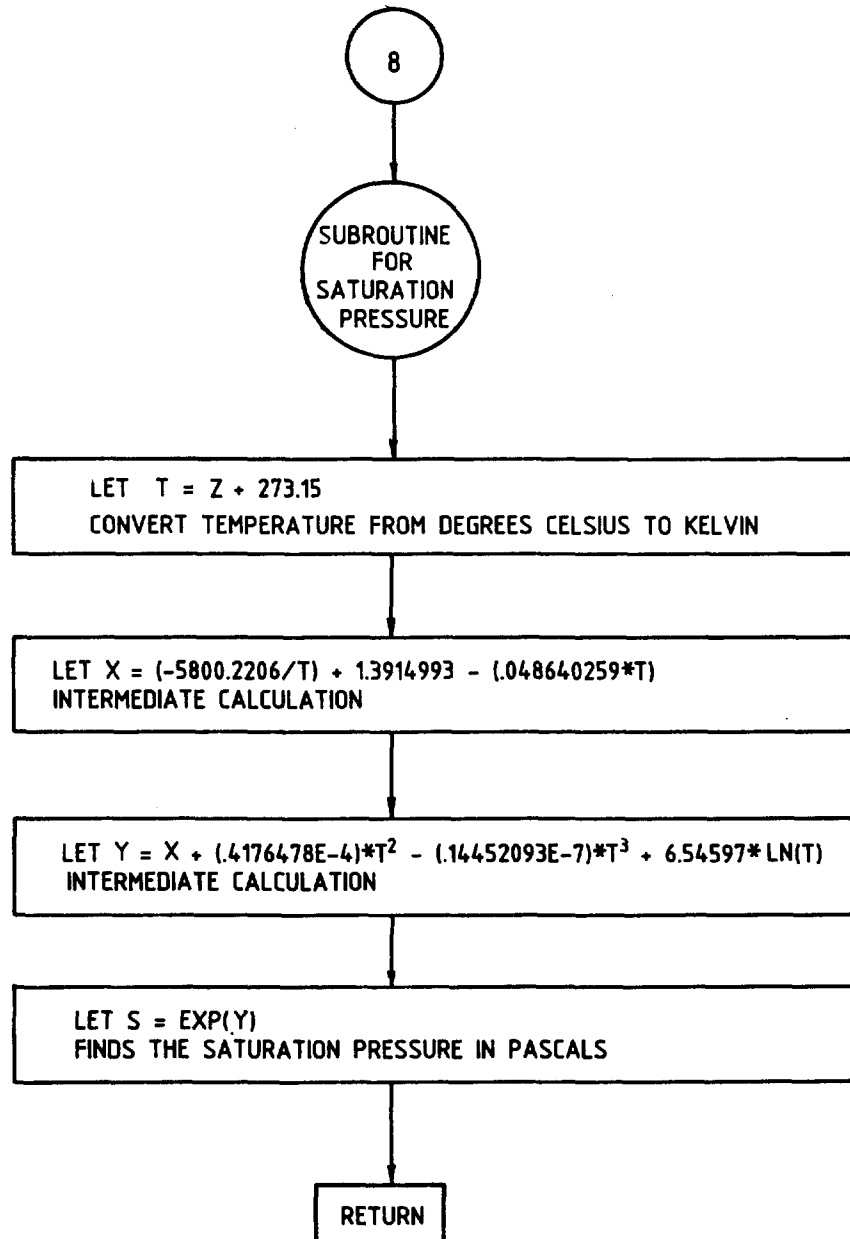 8
SUBROUTINE
FOR
SATURATION
PRESSURE
LET T = Z + 273.15
CONVERT TEMPERATURE FROM DEGREES CELSIUS TO KELVIN
LET X = (-5800.2206/T) + 1.3914993 - (.048640259*T)
INTERMEDIATE CALCULATION
LET Y = X + (.4176478E-4)*T² - (.14452093E-7)*T³ + 6.54597* LN(T)
INTERMEDIATE CALCULATION
LET S = EXP(Y)
FINDS THE SATURATION PRESSURE IN PASCALS
RETURN